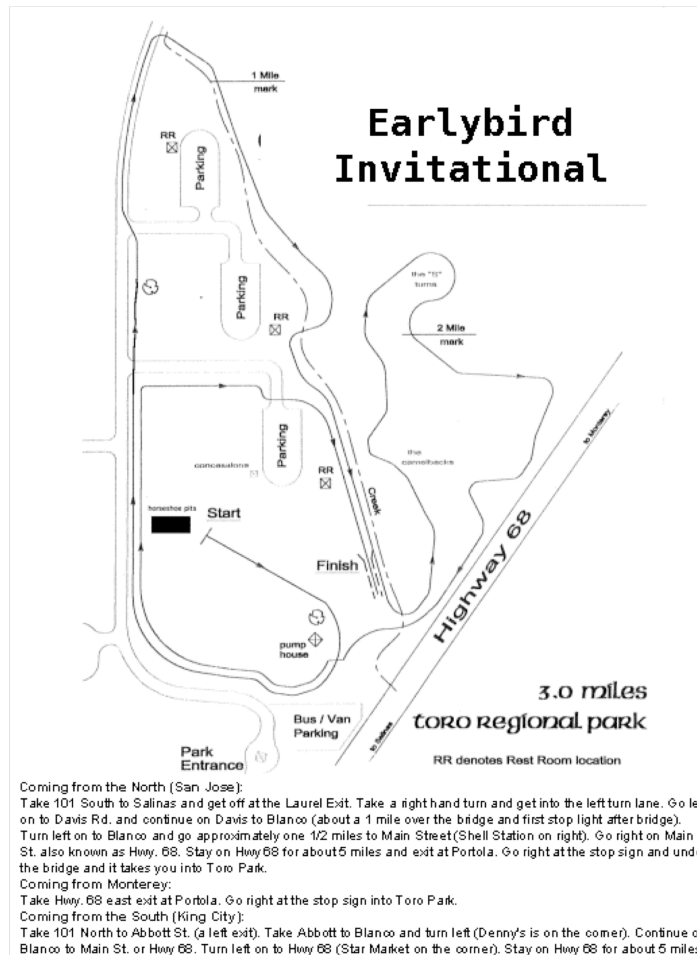 1 Mile
mark
Earlybird
Invitational
RR
Parking
the "S"
turns
Parking
RR
2 Mile
mark
to Monterey
the
camelbacks
Parking
concessions
RR
Creek
horseshoe pits
Start
Highway 68
Finish
pump
house
3.0 miles
Toro Regional Park
Bus / Van
Parking
to Salinas
Park
Entrance
RR denotes Rest Room location
Coming from the North (San Jose):
Take 101 South to Salinas and get off at the Laurel Exit. Take a right hand turn and get into the left turn lane. Go
on to Davis Rd. and continue on Davis to Blanco (about a 1 mile over the bridge and first stop light after bridge).
Turn left on to Blanco and go approximately one 1/2 miles to Main Street (Shell Station on right). Go right on Main
St. also known as Hwy. 68. Stay on Hwy 68 for about 5 miles and exit at Portola. Go right at the stop sign and
the bridge and it takes you into Toro Park.
Coming from Monterey:
Take Hwy. 68 east exit at Portola. Go right at the stop sign into Toro Park.
Coming from the South (King City):
Take 101 North to Abbott St. (a left exit). Take Abbott to Blanco and turn left (Denny's is on the corner). Continue
Blanco to Main St. or Hwy 68. Turn left on to Hwy 68 (Star Market on the corner). Stay on Hwy 68 for about 5 miles